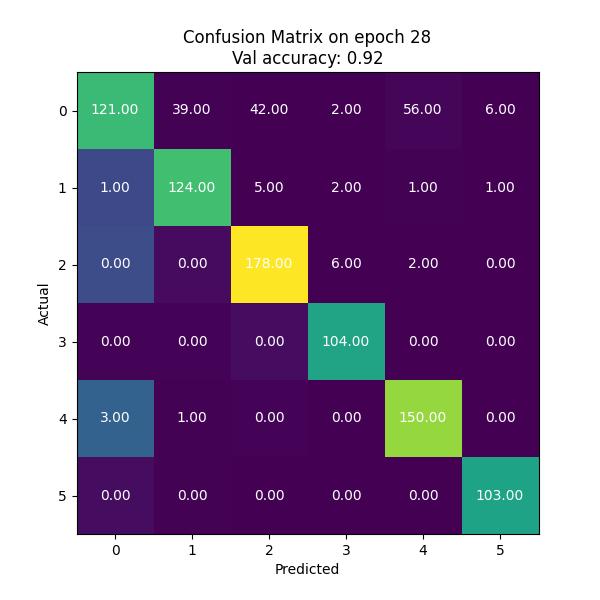 Confusion Matrix on epoch 28
Val accuracy: 0.92
0 121.00 39.00 42.00 2.00 56.00 6.00
1 1.00 124.00 5.00 2.00 1.00 1.00
2 0.00 0.00 178.00 6.00 2.00 0.00
Actual
3 0.00 0.00 0.00 104.00 0.00 0.00
4 3.00 1.00 0.00 0.00 150.00 0.00
5 0.00 0.00 0.00 0.00 0.00 103.00
0 1 2 3 4 5
Predicted